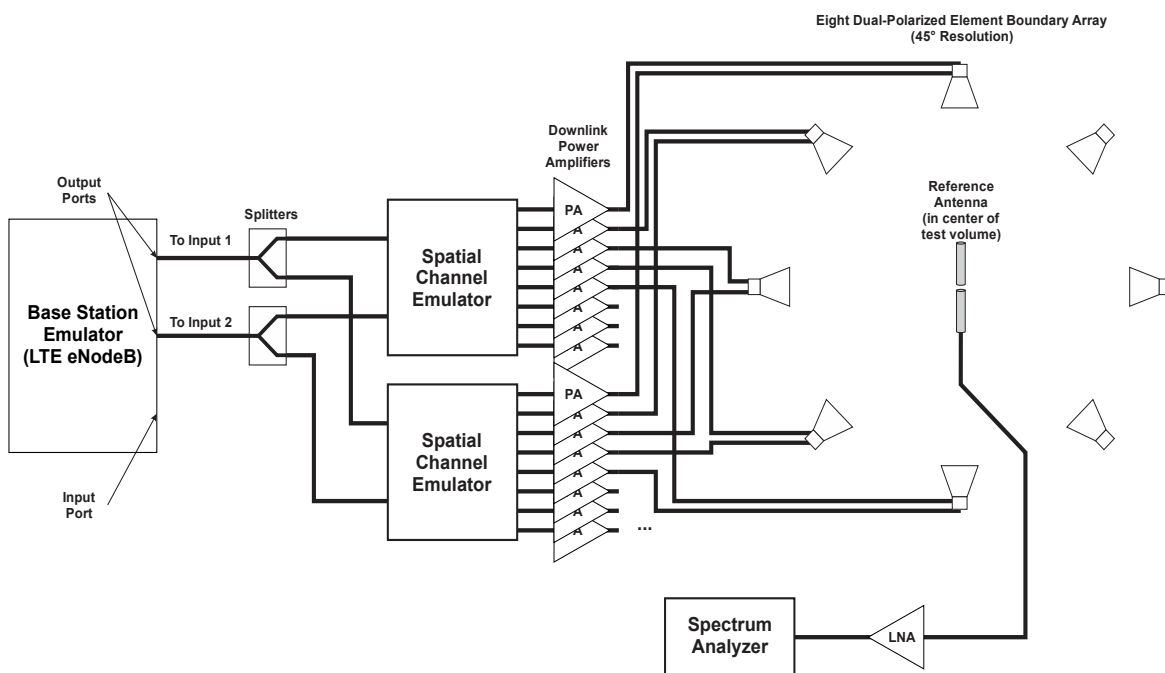 Eight Dual-Polarized Element Boundary Array
(45° Resolution)
Downlink
Power
Amplifiers
Output
Ports
Splitters
To Input 1
To Input 2
Base Station
Emulator
(LTE eNodeB)
Input
Port
Spatial
Channel
Emulator
PA
A
A
A
A
A
A
A
Spatial
Channel
Emulator
PA
A
A
A
A
A
A
A
...
Reference
Antenna
(in center of
test volume)
Spectrum
Analyzer
LNA